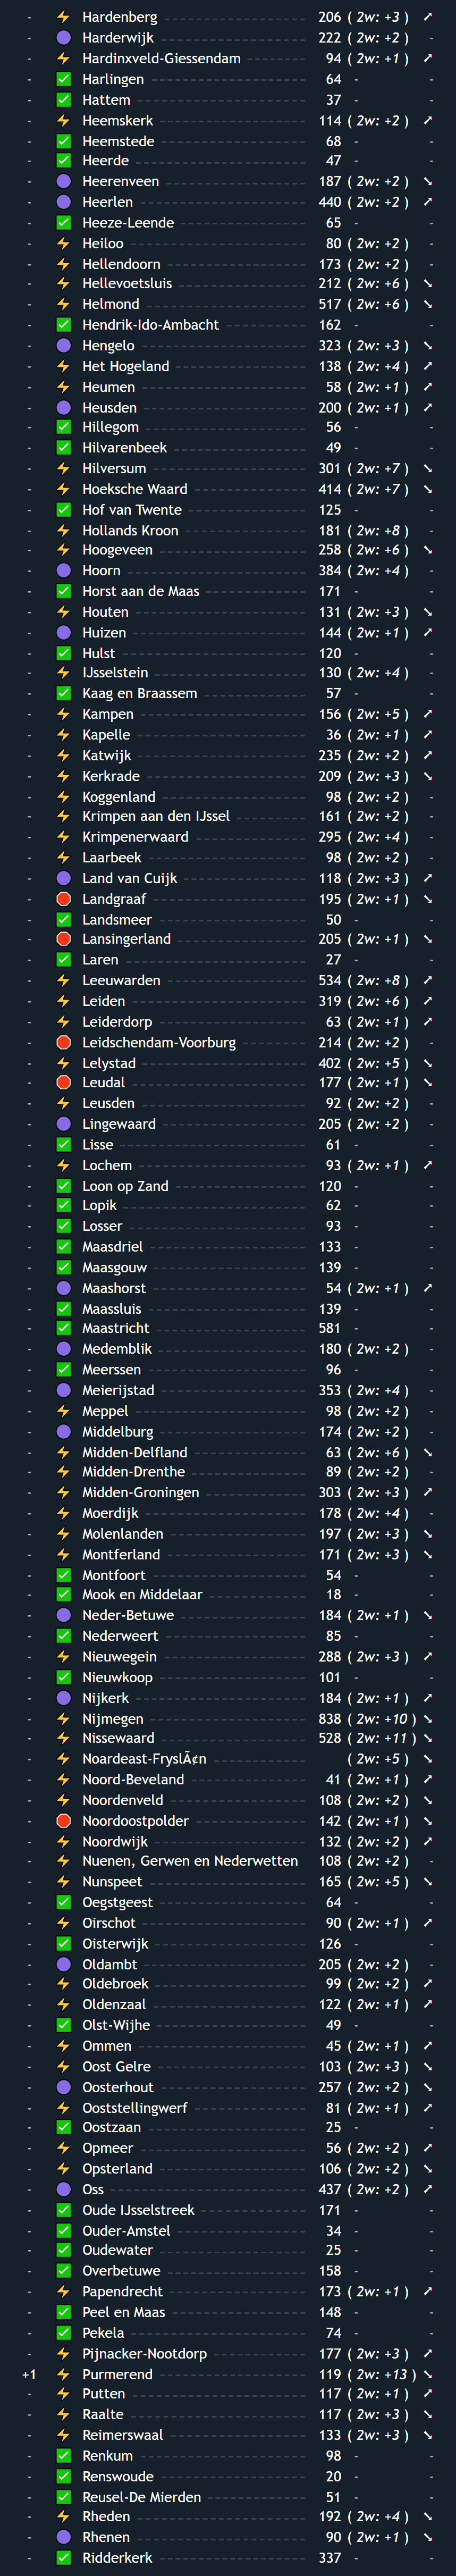 - ⚡ Hardenberg 206 ( 2w: +3 ) ↗
- 🟣 Harderwijk 222 ( 2w: +2 ) -
- ⚡ Hardinxveld-Giessendam 94 ( 2w: +1 ) ↗
- ✅ Harlingen 64 - -
- ✅ Hattem 37 - -
- ⚡ Heemskerk 114 ( 2w: +2 ) ↗
- ✅ Heemstede 68 - -
- ✅ Heerde 47 - -
- 🟣 Heerenveen 187 ( 2w: +2 ) ↘
- 🟣 Heerlen 440 ( 2w: +2 ) ↗
- ✅ Heeze-Leende 65 - -
- ⚡ Heiloo 80 ( 2w: +2 ) -
- ⚡ Hellendoorn 173 ( 2w: +2 ) -
- ⚡ Hellevoetsluis 212 ( 2w: +6 ) ↘
- ⚡ Helmond 517 ( 2w: +6 ) ↘
- ✅ Hendrik-Ido-Ambacht 162 - -
- 🟣 Hengelo 323 ( 2w: +3 ) ↘
- ⚡ Het Hogeland 138 ( 2w: +4 ) ↗
- ⚡ Heumen 58 ( 2w: +1 ) ↗
- 🟣 Heusden 200 ( 2w: +1 ) ↗
- ✅ Hillegom 56 - -
- ✅ Hilvarenbeek 49 - -
- ⚡ Hilversum 301 ( 2w: +7 ) ↘
- ⚡ Hoeksche Waard 414 ( 2w: +7 ) ↘
- ✅ Hof van Twente 125 - -
- ⚡ Hollands Kroon 181 ( 2w: +8 ) -
- ⚡ Hoogeveen 258 ( 2w: +6 ) ↘
- 🟣 Hoorn 384 ( 2w: +4 ) -
- ✅ Horst aan de Maas 171 - -
- ⚡ Houten 131 ( 2w: +3 ) ↘
- 🟣 Huizen 144 ( 2w: +1 ) ↗
- ✅ Hulst 120 - -
- ⚡ IJsselstein 130 ( 2w: +4 ) -
- ✅ Kaag en Braassem 57 - -
- ⚡ Kampen 156 ( 2w: +5 ) ↗
- ⚡ Kapelle 36 ( 2w: +1 ) ↗
- ⚡ Katwijk 235 ( 2w: +2 ) ↗
- ⚡ Kerkrade 209 ( 2w: +3 ) ↘
- ⚡ Koggenland 98 ( 2w: +2 ) -
- ⚡ Krimpen aan den IJssel 161 ( 2w: +2 ) -
- ⚡ Krimpenerwaard 295 ( 2w: +4 ) -
- ⚡ Laarbeek 98 ( 2w: +2 ) -
- 🟣 Land van Cuijk 118 ( 2w: +3 ) ↗
- 🛑 Landgraaf 195 ( 2w: +1 ) ↘
- ✅ Landsmeer 50 - -
- 🛑 Lansingerland 205 ( 2w: +1 ) ↘
- ✅ Laren 27 - -
- ⚡ Leeuwarden 534 ( 2w: +8 ) ↗
- ⚡ Leiden 319 ( 2w: +6 ) ↗
- ⚡ Leiderdorp 63 ( 2w: +1 ) ↗
- 🛑 Leidschendam-Voorburg 214 ( 2w: +2 ) -
- ⚡ Lelystad 402 ( 2w: +5 ) ↘
- 🛑 Leudal 177 ( 2w: +1 ) ↘
- ⚡ Leusden 92 ( 2w: +2 ) -
- 🟣 Lingewaard 205 ( 2w: +2 ) -
- ✅ Lisse 61 - -
- ⚡ Lochem 93 ( 2w: +1 ) ↗
- ✅ Loon op Zand 120 - -
- ✅ Lopik 62 - -
- ✅ Losser 93 - -
- ✅ Maasdriel 133 - -
- ✅ Maasgouw 139 - -
- 🟣 Maashorst 54 ( 2w: +1 ) ↗
- ✅ Maassluis 139 - -
- ✅ Maastricht 581 - -
- 🟣 Medemblik 180 ( 2w: +2 ) -
- ✅ Meerssen 96 - -
- 🟣 Meierijstad 353 ( 2w: +4 ) -
- ⚡ Meppel 98 ( 2w: +2 ) -
- 🟣 Middelburg 174 ( 2w: +2 ) -
- ⚡ Midden-Delfland 63 ( 2w: +6 ) ↘
- ⚡ Midden-Drenthe 89 ( 2w: +2 ) -
- ⚡ Midden-Groningen 303 ( 2w: +3 ) ↗
- ⚡ Moerdijk 178 ( 2w: +4 ) -
- ⚡ Molenlanden 197 ( 2w: +3 ) ↘
- ⚡ Montferland 171 ( 2w: +3 ) ↘
- ✅ Montfoort 54 - -
- ✅ Mook en Middelaar 18 - -
- 🟣 Neder-Betuwe 184 ( 2w: +1 ) ↘
- ✅ Nederweert 85 - -
- ⚡ Nieuwegein 288 ( 2w: +3 ) ↗
- ✅ Nieuwkoop 101 - -
- 🟣 Nijkerk 184 ( 2w: +1 ) ↗
- ⚡ Nijmegen 838 ( 2w: +10 ) ↘
- ⚡ Nissewaard 528 ( 2w: +11 ) ↘
- ⚡ Noardeast-FryslÃ¢n ( 2w: +5 ) ↘
- ⚡ Noord-Beveland 41 ( 2w: +1 ) ↗
- ⚡ Noordenveld 108 ( 2w: +2 ) ↘
- 🛑 Noordoostpolder 142 ( 2w: +1 ) ↘
- ⚡ Noordwijk 132 ( 2w: +2 ) ↗
- ⚡ Nuenen, Gerwen en Nederwetten 108 ( 2w: +2 ) -
- ⚡ Nunspeet 165 ( 2w: +5 ) ↘
- ✅ Oegstgeest 64 - -
- ⚡ Oirschot 90 ( 2w: +1 ) ↗
- ✅ Oisterwijk 126 - -
- 🟣 Oldambt 205 ( 2w: +2 ) -
- ⚡ Oldebroek 99 ( 2w: +2 ) ↗
- ⚡ Oldenzaal 122 ( 2w: +1 ) ↗
- ✅ Olst-Wijhe 49 - -
- ⚡ Ommen 45 ( 2w: +1 ) ↗
- ⚡ Oost Gelre 103 ( 2w: +3 ) ↘
- 🟣 Oosterhout 257 ( 2w: +2 ) ↘
- ⚡ Ooststellingwerf 81 ( 2w: +1 ) ↗
- ✅ Oostzaan 25 - -
- ⚡ Opmeer 56 ( 2w: +2 ) ↗
- ⚡ Opsterland 106 ( 2w: +2 ) ↘
- 🟣 Oss 437 ( 2w: +2 ) ↗
- ✅ Oude IJsselstreek 171 - -
- ✅ Ouder-Amstel 34 - -
- ✅ Oudewater 25 - -
- ✅ Overbetuwe 158 - -
- ⚡ Papendrecht 173 ( 2w: +1 ) ↗
- ✅ Peel en Maas 148 - -
- ✅ Pekela 74 - -
- ⚡ Pijnacker-Nootdorp 177 ( 2w: +3 ) ↗
+1 ⚡ Purmerend 119 ( 2w: +13 ) ↘
- ⚡ Putten 117 ( 2w: +1 ) ↗
- ⚡ Raalte 117 ( 2w: +3 ) ↘
- ⚡ Reimerswaal 133 ( 2w: +3 ) ↘
- ✅ Renkum 98 - -
- ✅ Renswoude 20 - -
- ✅ Reusel-De Mierden 51 - -
- ⚡ Rheden 192 ( 2w: +4 ) ↘
- 🟣 Rhenen 90 ( 2w: +1 ) ↘
- ✅ Ridderkerk 337 - -